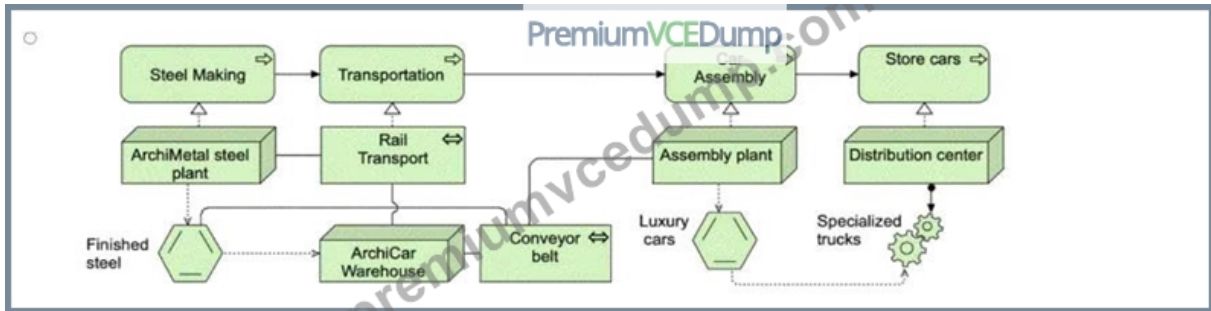 PremiumVCEDump
premiumvcedump.com
Steel Making
Transportation
Car
Assembly
Store cars
ArchiMetal steel
plant
Rail
Transport
Assembly plant
Distribution center
Finished
steel
ArchiCar
Warehouse
Conveyor
belt
Luxury
cars
Specialized
trucks